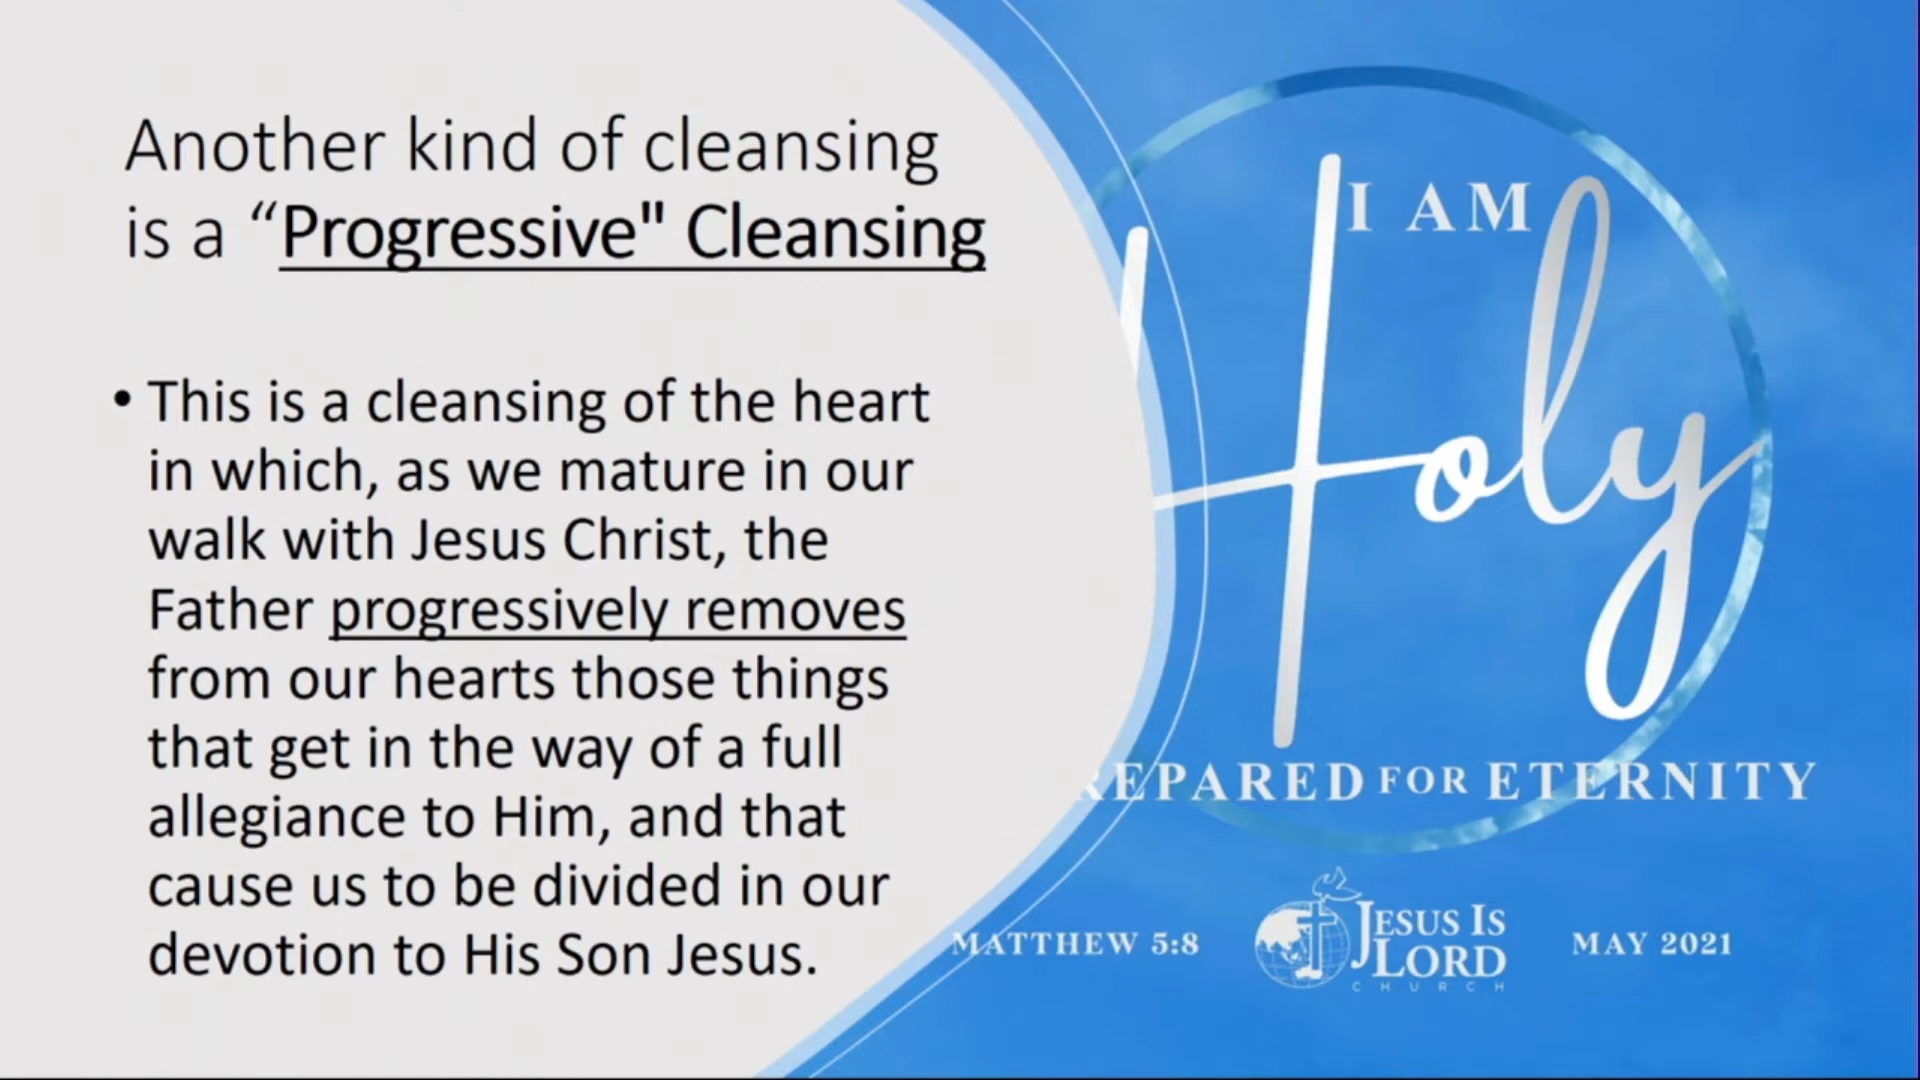 Another kind of cleansing
is a “Progressive" Cleansing
• This is a cleansing of the heart
in which, as we mature in our
walk with Jesus Christ, the
Father progressively removes
from our hearts those things
that get in the way of a full
allegiance to Him, and that
cause us to be divided in our
devotion to His Son Jesus.
I AM
Holy
REPARED FOR ETERNITY
MATTHEW 5:8
JESUS IS
LORD
CHURCH
MAY 2021